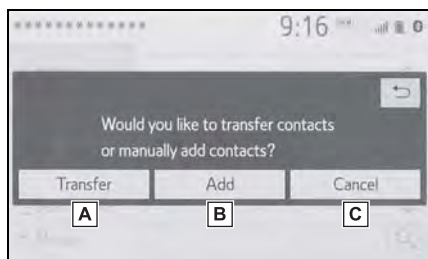 9:16
Would you like to transfer contacts
or manually add contacts?
Transfer Add Cancel
A B C